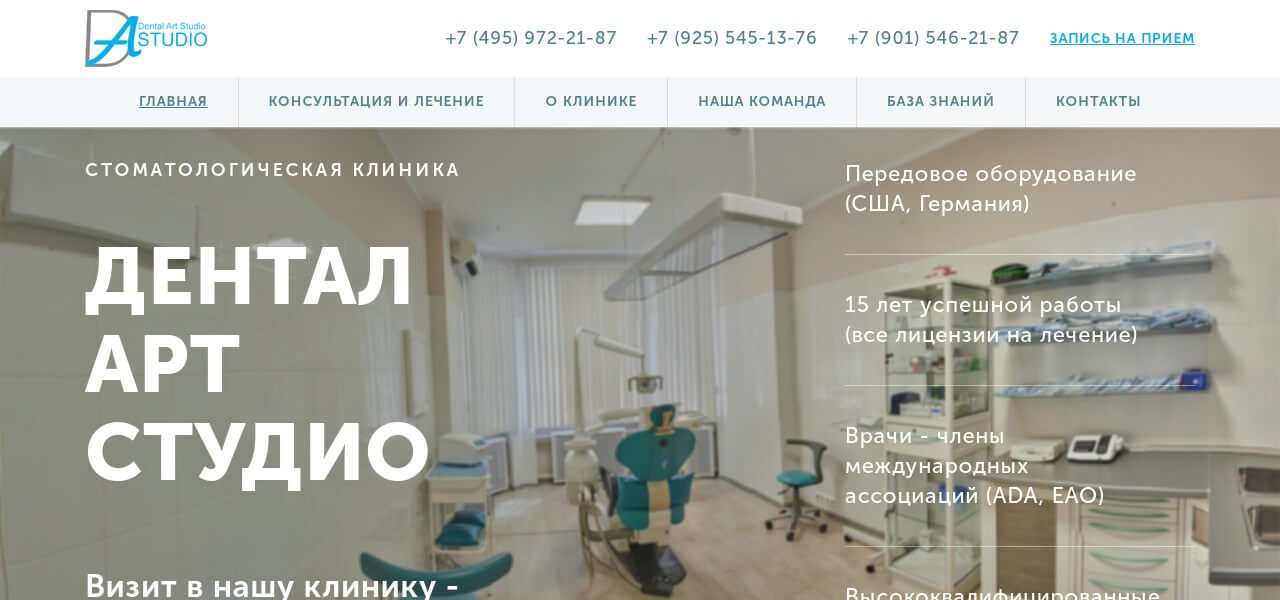 Dental Art Studio
STUDIO
+7 (495) 972-21-87
+7 (925) 545-13-76
+7 (901) 546-21-87
ЗАПИСЬ НА ПРИЕМ
ГЛАВНАЯ
КОНСУЛЬТАЦИЯ И ЛЕЧЕНИЕ
О КЛИНИКЕ
НАША КОМАНДА
БАЗА ЗНАНИЙ
КОНТАКТЫ
СТОМАТОЛОГИЧЕСКАЯ КЛИНИКА
ДЕНТАЛ
АРТ
СТУДИО
Визит в нашу клинику -
Передовое оборудование
(США, Германия)
15 лет успешной работы
(все лицензии на лечение)
Врачи - члены
международных
ассоциаций (ADA, EAO)
Высококвалифицированные